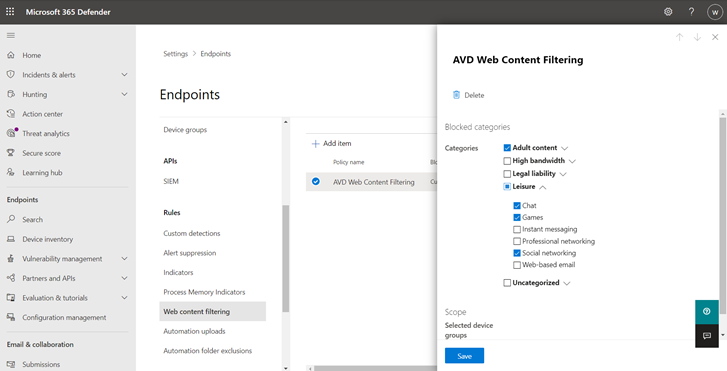 Microsoft 365 Defender
W
Home
Incidents & alerts
Hunting
Action center
Threat analytics
Secure score
Learning hub
Endpoints
Search
Device inventory
Vulnerability management
Partners and APIs
Evaluation & tutorials
Configuration management
Email & collaboration
Submissions
Settings > Endpoints
Endpoints
Device groups
APIs
SIEM
Rules
Custom detections
Alert suppression
Indicators
Process Memory Indicators
Web content filtering
Automation uploads
Automation folder exclusions
+ Add item
Policy name
Blo
AVD Web Content Filtering
Cu
AVD Web Content Filtering
Delete
Blocked categories
Categories
Adult content
High bandwidth
Legal liability
Leisure
Chat
Games
Instant messaging
Professional networking
Social networking
Web-based email
Uncategorized
Scope
Selected device
groups
Save